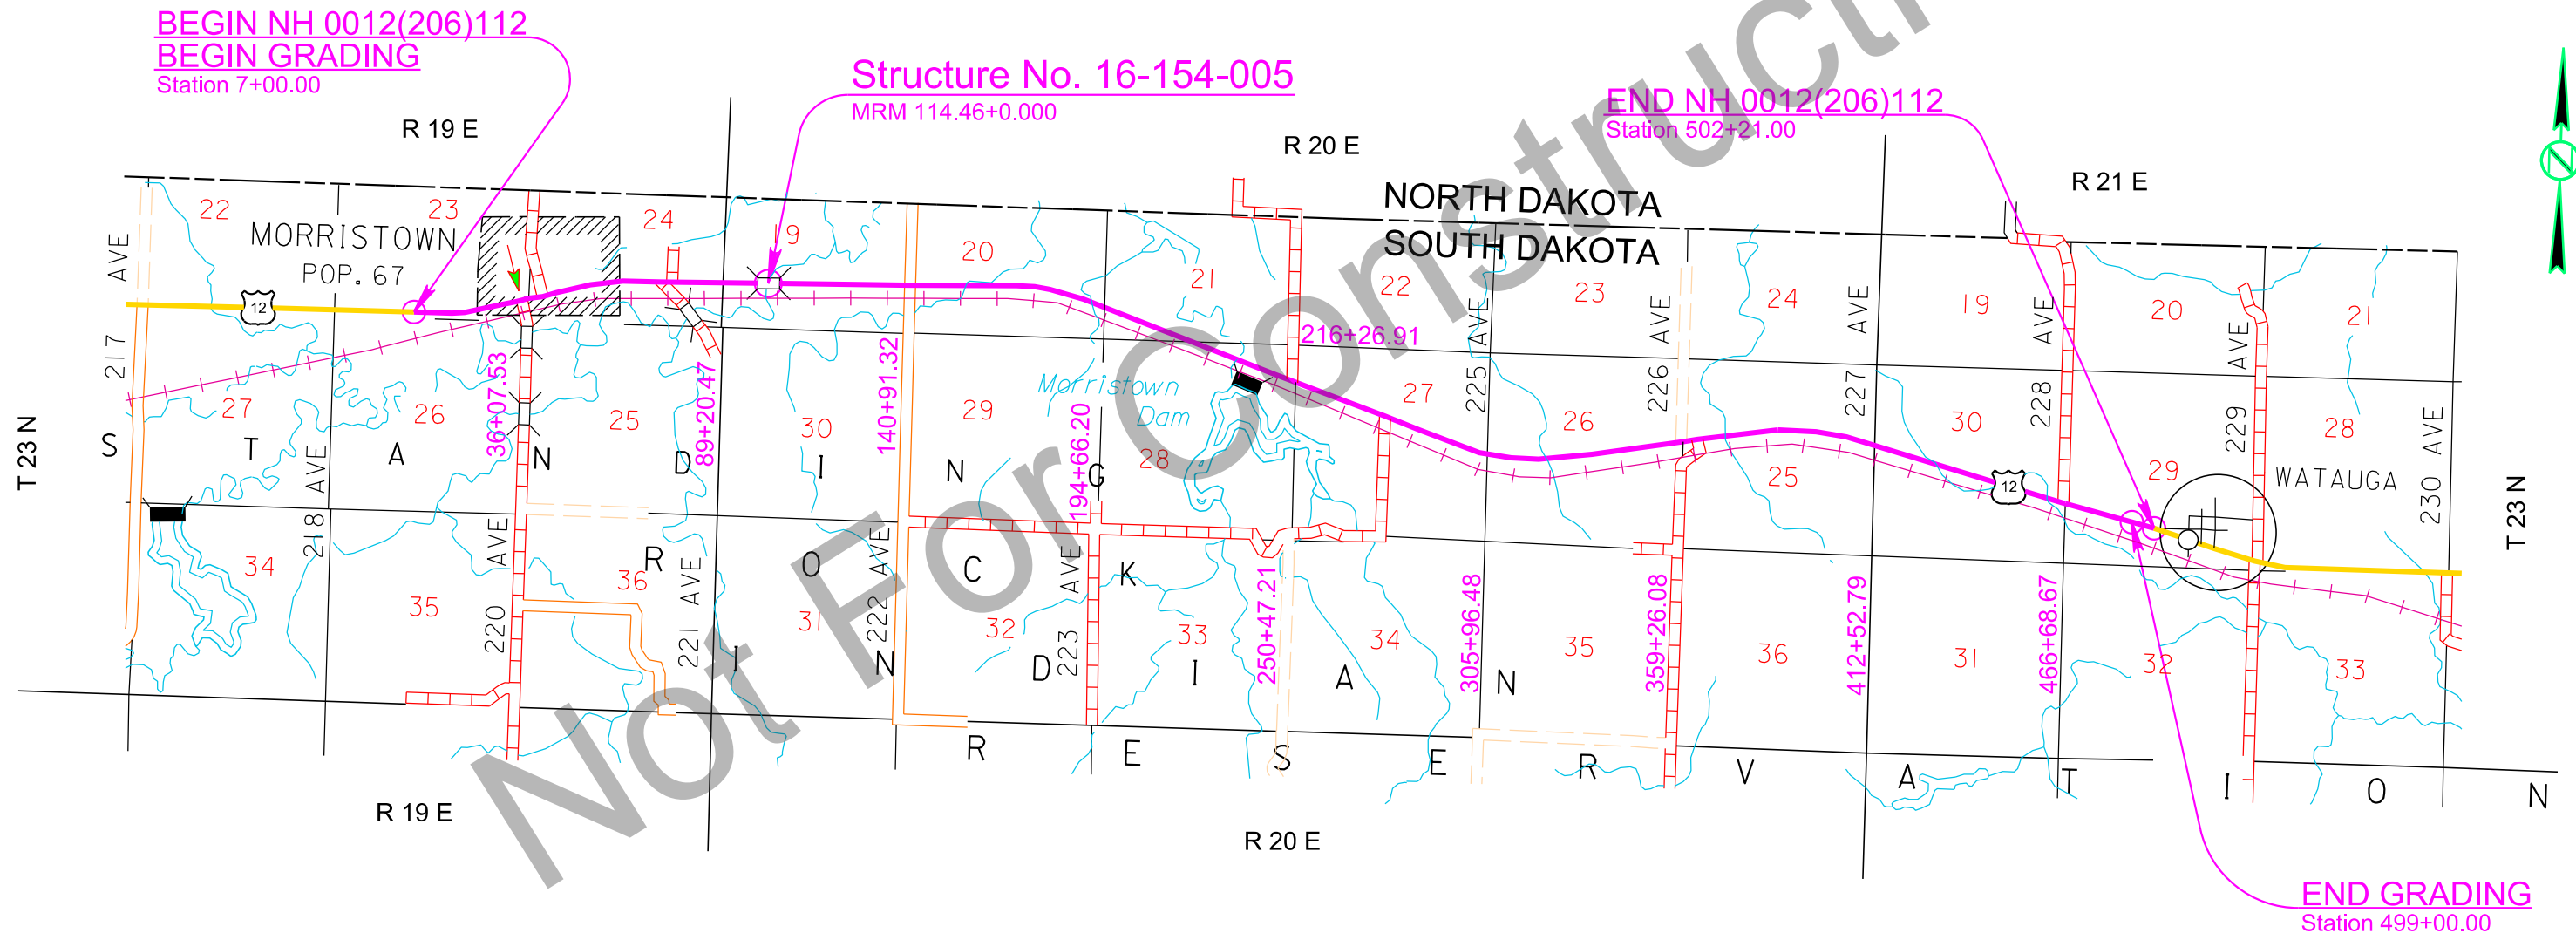 BEGIN NH 0012(206)112
BEGIN GRADING
Station 7+00.00
Structure No. 16-154-005
MRM 114.46+0.000
END NH 0012(206)112
Station 502+21.00
R 19 E
R 20 E
R 21 E
NORTH DAKOTA
SOUTH DAKOTA
22
23
24
19
20
21
22
23
24
19
20
21
MORRISTOWN
POP. 67
12
217 AVE
218 AVE
220 AVE
221 AVE
222 AVE
223 AVE
225 AVE
226 AVE
227 AVE
228 AVE
229 AVE
230 AVE
36+07.53
89+20.47
140+91.32
194+66.20
216+26.91
250+47.21
305+96.48
359+26.08
412+52.79
466+68.67
Morristown
Dam
27
26
25
30
29
28
27
26
25
30
29
28
12
WATAUGA
T 23 N
T 23 N
STANDING
ROCK
INDIAN
RESERVATION
34
35
36
31
32
33
34
35
36
31
32
33
R 19 E
R 20 E
END GRADING
Station 499+00.00
Not For Constructi
N